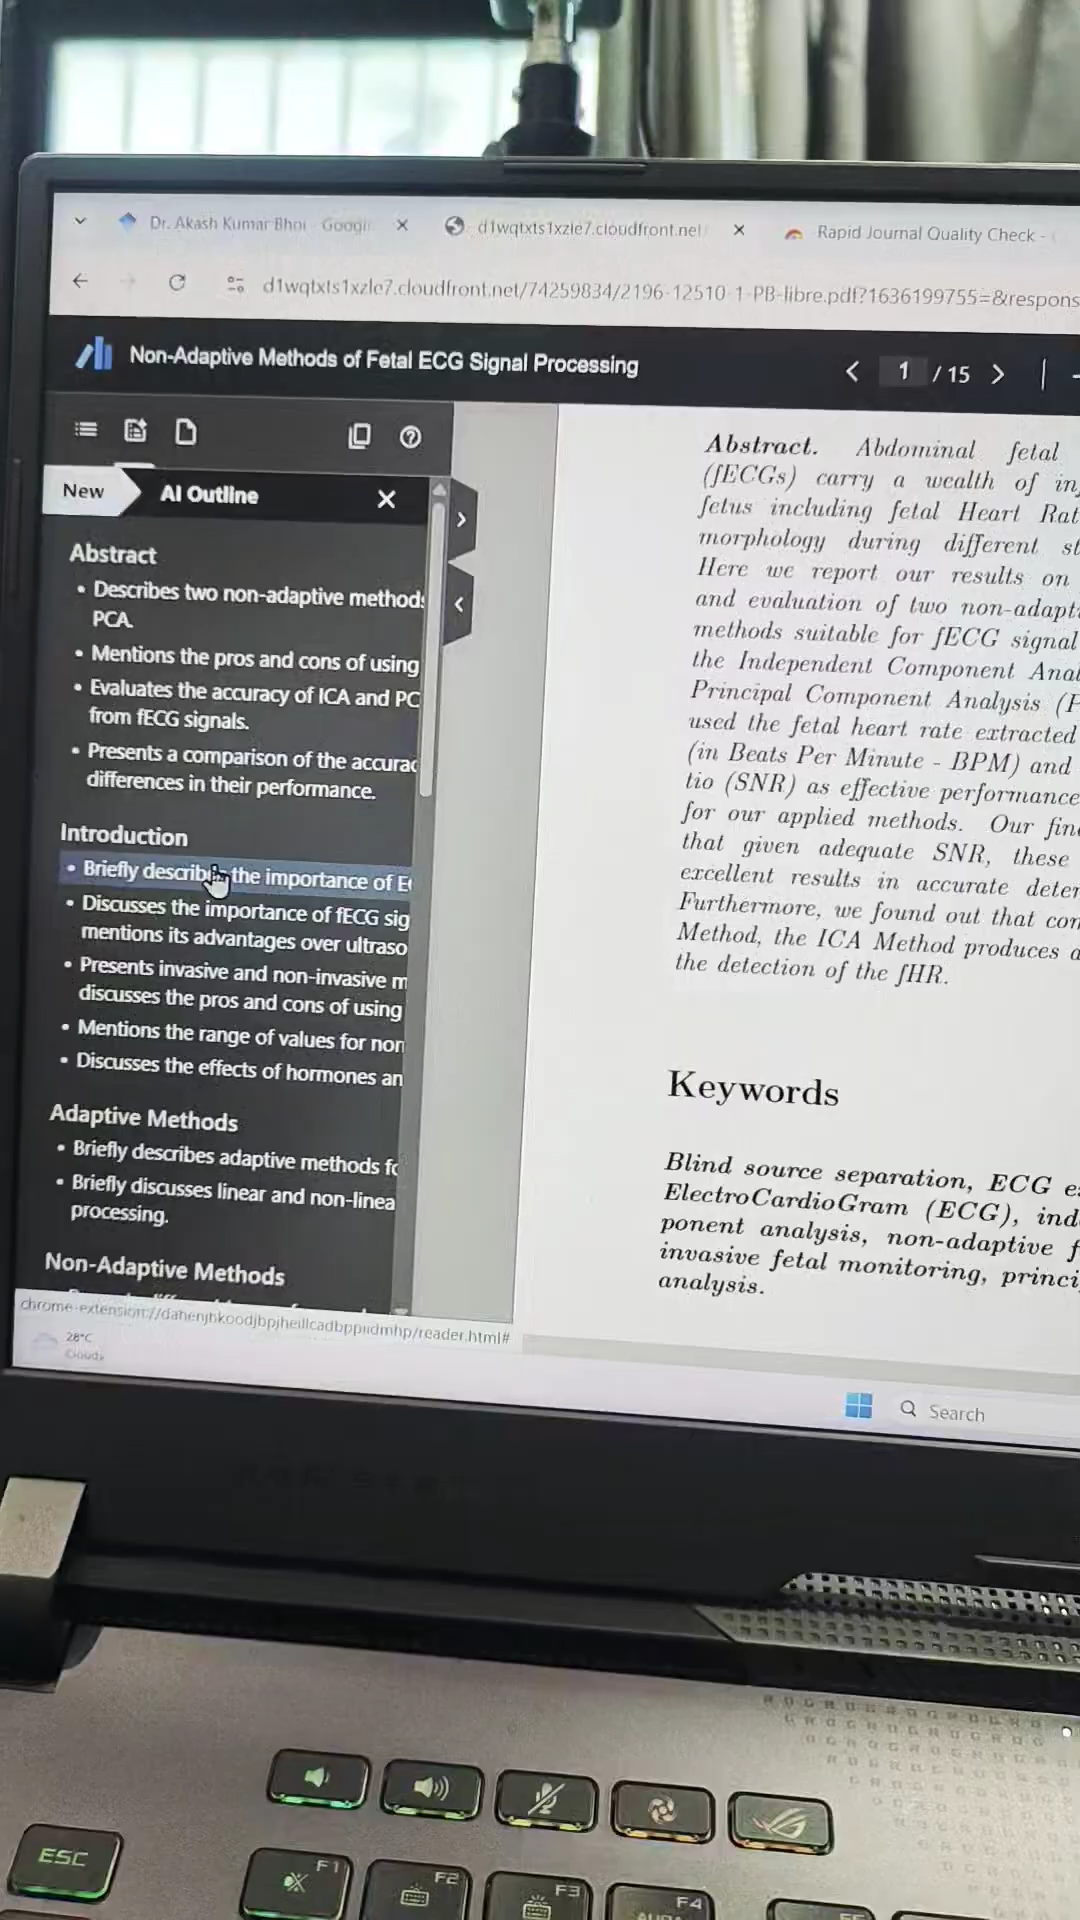 Dr. Akash Kumar Bhoi - Googl
d1wqtxts1xzle7.cloudfront.net/
Rapid Journal Quality Check -
d1wqtxts1xzle7.cloudfront.net/74259834/2196-12510-1-PB-libre.pdf?1636199755=&respons
Non-Adaptive Methods of Fetal ECG Signal Processing
1 / 15
New
AI Outline
Abstract
• Describes two non-adaptive methods
PCA.
• Mentions the pros and cons of using
• Evaluates the accuracy of ICA and PC
from fECG signals.
• Presents a comparison of the accurac
differences in their performance.
Introduction
• Briefly describes the importance of E
• Discusses the importance of fECG sig
mentions its advantages over ultraso
• Presents invasive and non-invasive m
discusses the pros and cons of using
• Mentions the range of values for nor
• Discusses the effects of hormones an
Adaptive Methods
• Briefly describes adaptive methods fo
• Briefly discusses linear and non-linea
processing.
Non-Adaptive Methods
Abstract. Abdominal fetal
(fECGs) carry a wealth of in
fetus including fetal Heart Rat
morphology during different st
Here we report our results on
and evaluation of two non-adapti
methods suitable for fECG signal
the Independent Component Anal
Principal Component Analysis (P
used the fetal heart rate extracted
(in Beats Per Minute - BPM) and
tio (SNR) as effective performance
for our applied methods. Our find
that given adequate SNR, these
excellent results in accurate deter
Furthermore, we found out that com
Method, the ICA Method produces a
the detection of the fHR.
Keywords
Blind source separation, ECG e
ElectroCardioGram (ECG), ind
ponent analysis, non-adaptive f
invasive fetal monitoring, princi
analysis.
28°C
Cloudy
Search
ESC
F1
F2
F3
F4